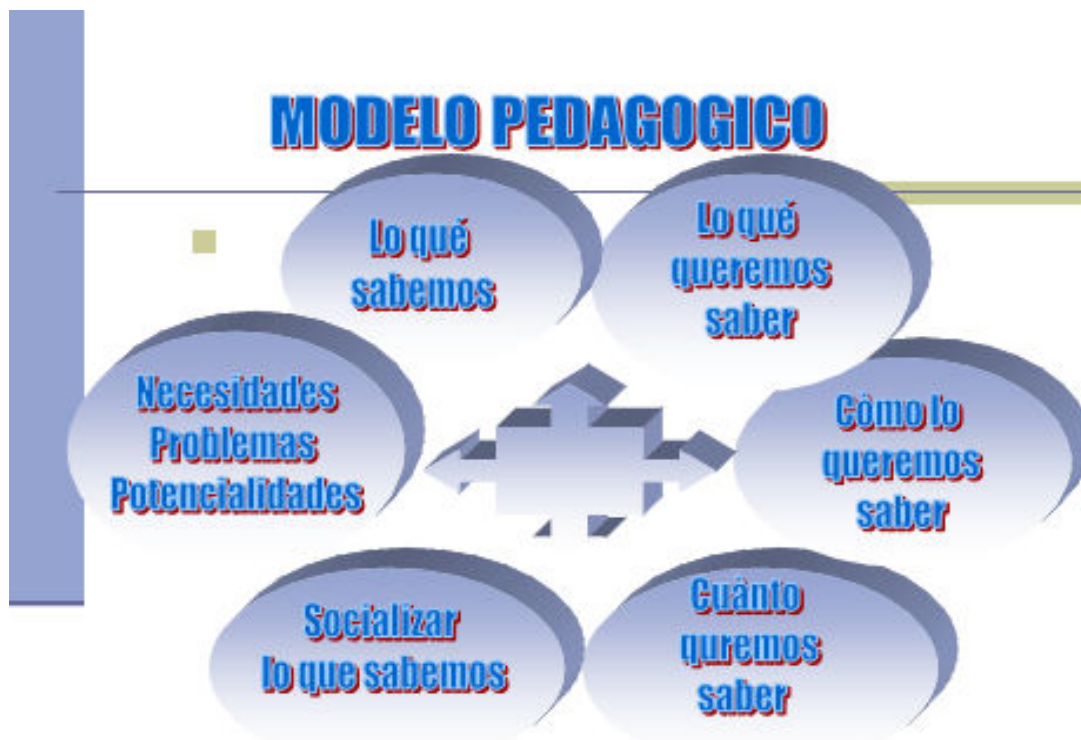 MODELO PEDAGOGICO
Lo qué
sabemos
Lo qué
queremos
saber
Necesidades
Problemas
Potencialidades
Cómo lo
queremos
saber
Socializar
lo que sabemos
Cuánto
quremos
saber